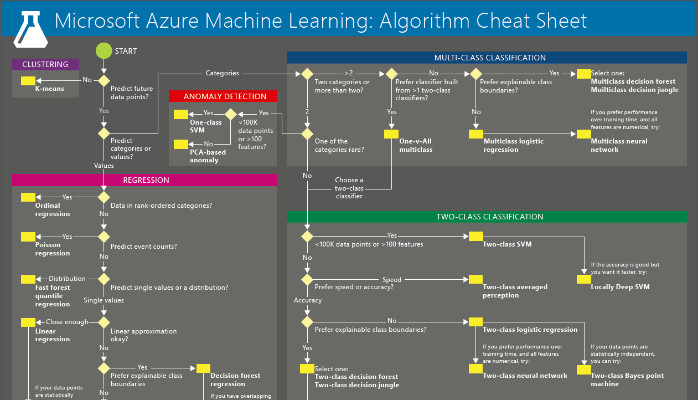 Microsoft Azure Machine Learning: Algorithm Cheat Sheet
START
CLUSTERING
K-means
No
Predict future
data points?
Yes
Predict
categories or
values?
Categories
Values
ANOMALY DETECTION
Yes
One-class
SVM
No
PCA-based
anomaly
Yes
<100K
data points
or >100
features?
MULTI-CLASS CLASSIFICATION
>2
Two categories or
more than two?
2
No
Prefer classifier built
from >1 two-class
classifiers?
Yes
Prefer explainable class
boundaries?
Yes
Select one:
Multiclass decision forest
Multiclass decision jungle
No
If you prefer performance
over training time, and all
features are numerical, try:
One of the
categories rare?
One-v-All
multiclass
Multiclass logistic
regression
Multiclass neural
network
No
Choose a
two-class
classifier
REGRESSION
Yes
Ordinal
regression
Data in rank-ordered categories?
No
Yes
Poisson
regression
Predict event counts?
No
Distribution
Fast forest
quantile
regression
Predict single values or a distribution?
Single values
Close enough
Linear
regression
Linear approximation
okay?
No
Prefer explainable class
boundaries
Yes
Decision forest
regression
If your data points
are statistically
If you have overlapping
No
TWO-CLASS CLASSIFICATION
Yes
<100K data points or >100 features
Two-class SVM
If the accuracy is good but
you want it faster, try:
Locally Deep SVM
No
Speed
Prefer speed or accuracy?
Two-class averaged
perception
Accuracy
No
Prefer explainable class boundaries?
Two-class logistic regression
Yes
If you prefer performance over
training time, and all features
are numerical, try:
If your data points are
statistically independent,
you can try:
Select one:
Two-class decision forest
Two-class decision jungle
Two-class neural network
Two-class Bayes point
machine